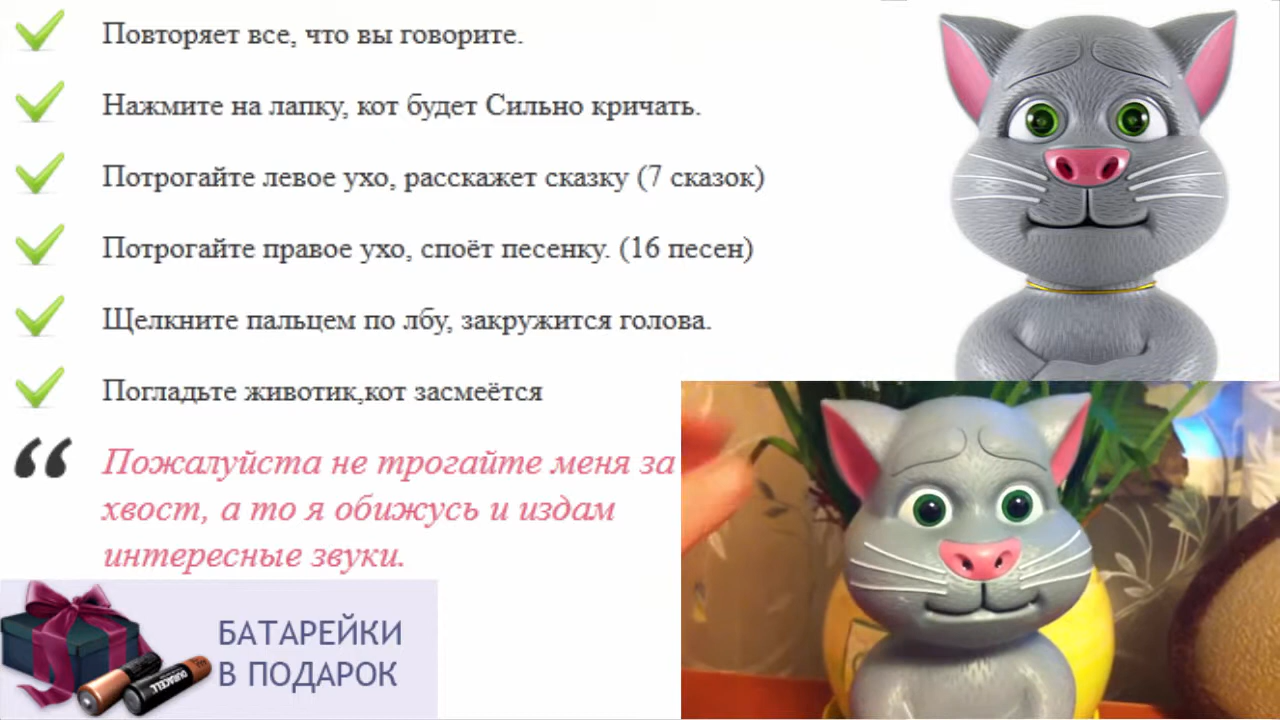 Повторяет все, что вы говорите.
Нажмите на лапку, кот будет Сильно кричать.
Потрогайте левое ухо, расскажет сказку (7 сказок)
Потрогайте правое ухо, споёт песенку. (16 песен)
Щелкните пальцем по лбу, закружится голова.
Погладьте животик,кот засмеётся
“ Пожалуйста не трогайте меня за
хвост, а то я обижусь и издам
интересные звуки.
БАТАРЕЙКИ
В ПОДАРОК
DURACELL